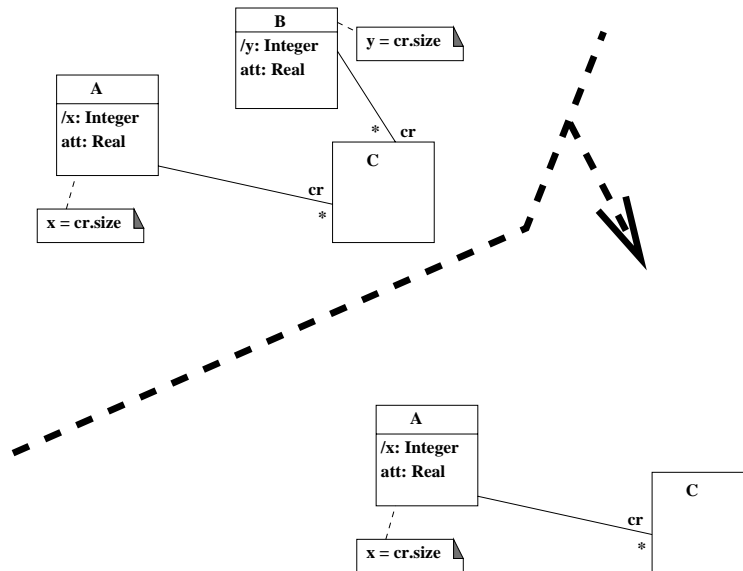 B
/y: Integer
att: Real
y = cr.size
A
/x: Integer
att: Real
* cr
C
cr
*
x = cr.size
A
/x: Integer
att: Real
C
cr
*
x = cr.size